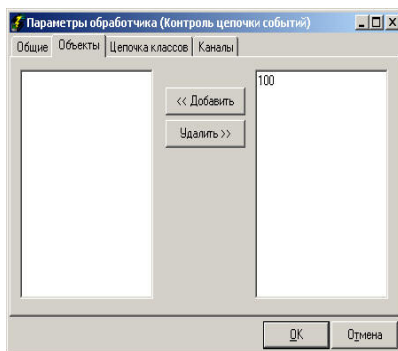 Параметры обработчика (Контроль цепочки событий)
Общие Объекты Цепочка классов Каналы
<< Добавить
Удалить >>
100
OK Отмена